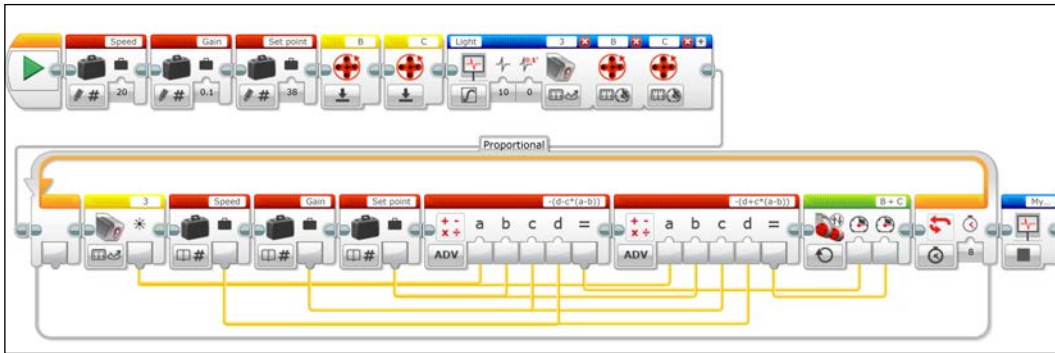 Speed Gain Set point B C Light 3 B C +
# 20 # 0.1 # 38 10 0
Proportional
3 Speed Gain Set point -(d-c*(a-b)) -(d+c*(a-b)) B + C My...
# # # ADV + - × ÷ a b c d = ADV + - × ÷ a b c d = 8